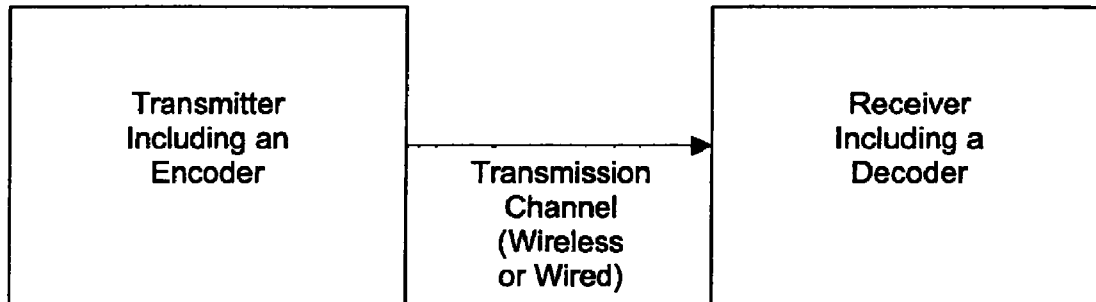 Transmitter
Including an
Encoder
Transmission
Channel
(Wireless
or Wired)
Receiver
Including a
Decoder